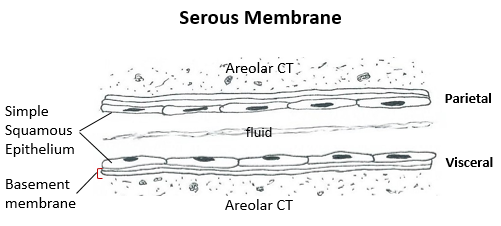 Serous Membrane
Areolar CT
Parietal
Simple
Squamous
Epithelium
fluid
Visceral
Basement
membrane
Areolar CT